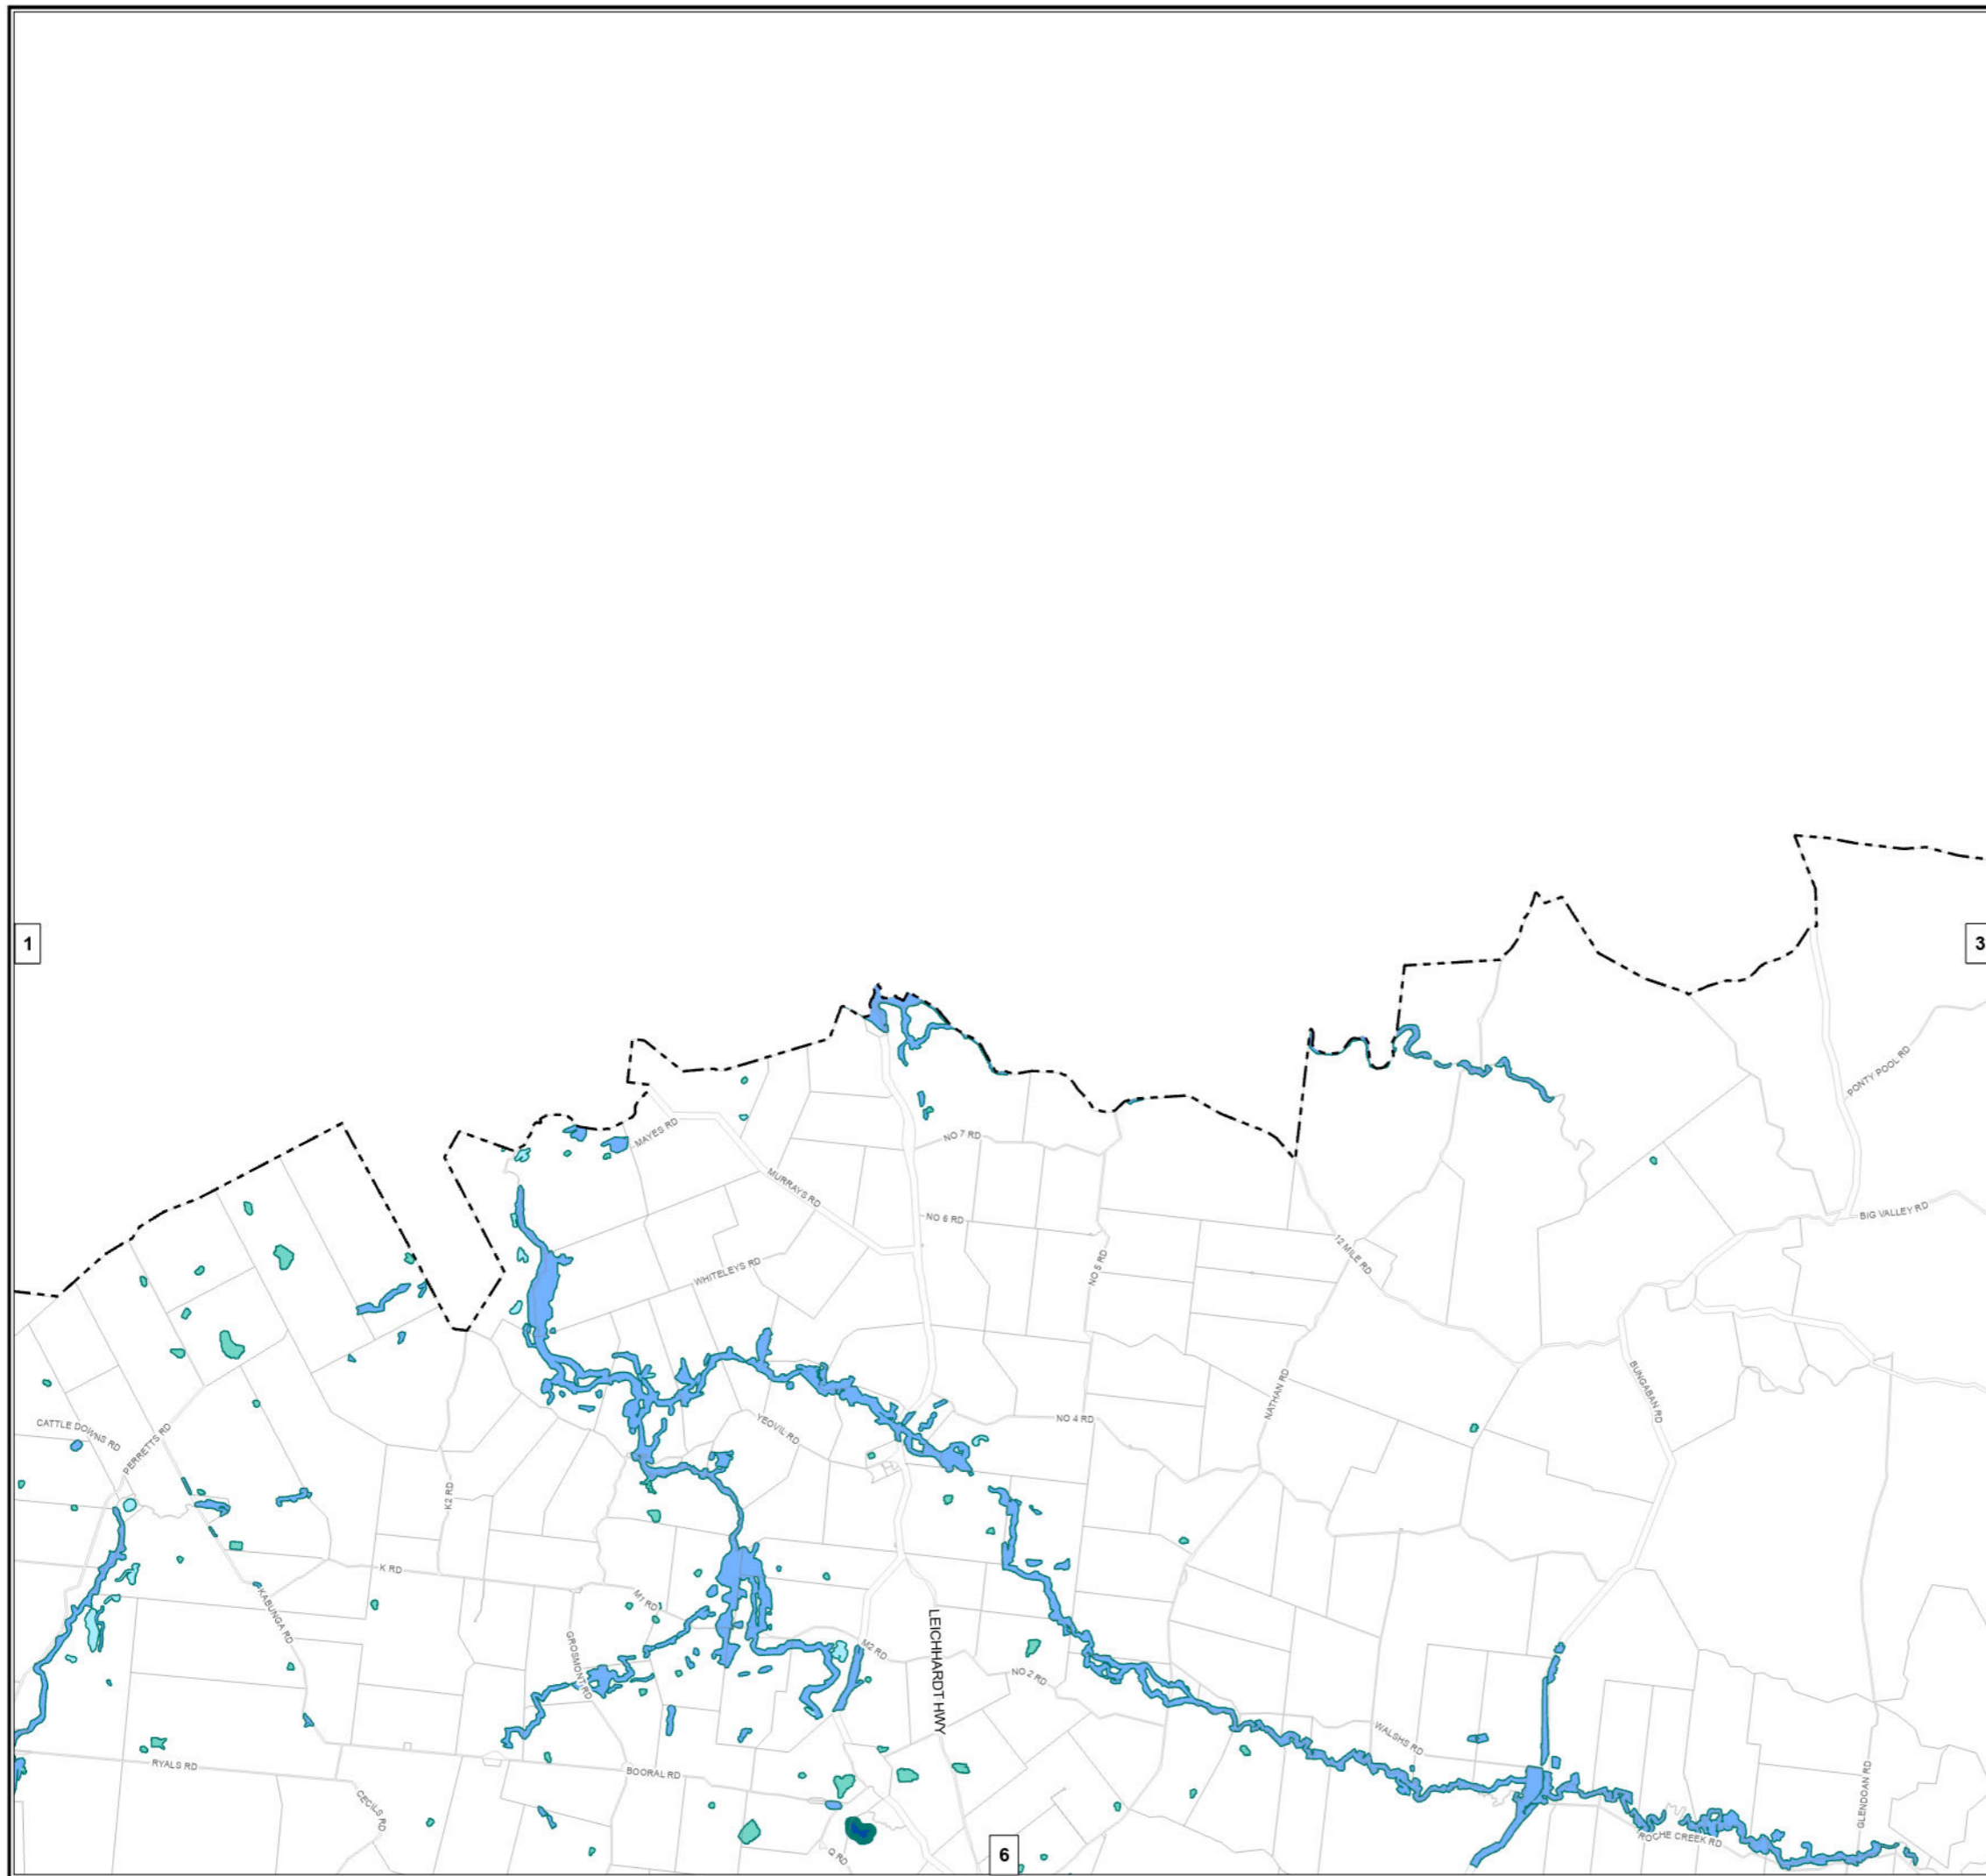 1
3
PONTY POOL RD
MAYES RD
NO 7 RD
MURRAYS RD
NO 6 RD
BIG VALLEY RD
12 MILE RD
NO 5 RD
WHITELEYS RD
NATHAN RD
BUNGABAN RD
CATTLE DOWNS RD
PERRETTS RD
YEOVIL RD
NO 4 RD
K2 RD
K RD
KABUNGA RD
M1 RD
LEICHHARDT HWY
GROSMONT RD
M2 RD
NO 2 RD
WALSHS RD
RYALS RD
BOORAL RD
CECILS RD
GLENDOAN RD
ROCHE CREEK RD
Q RD
6